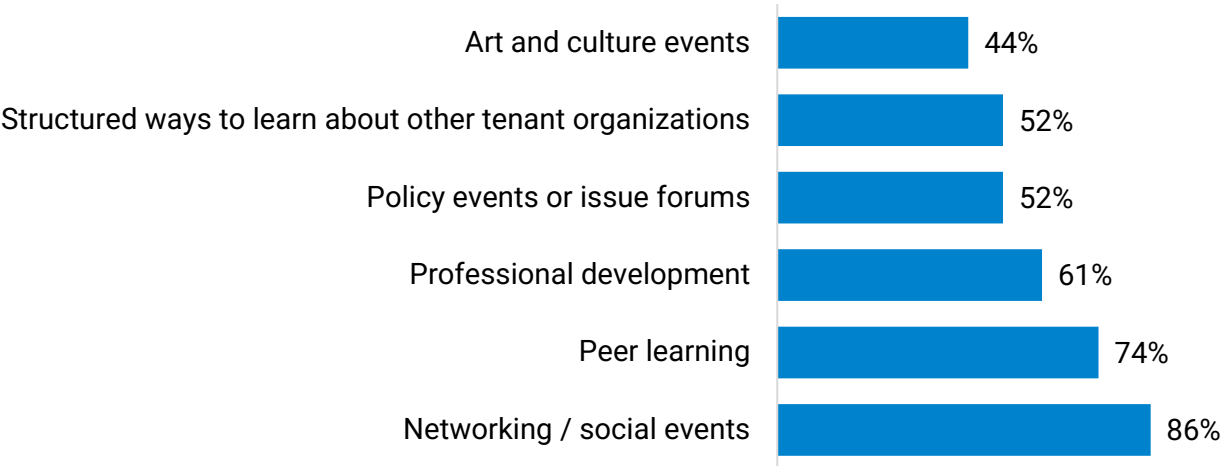 Art and culture events 44%
Structured ways to learn about other tenant organizations 52%
Policy events or issue forums 52%
Professional development 61%
Peer learning 74%
Networking / social events 86%